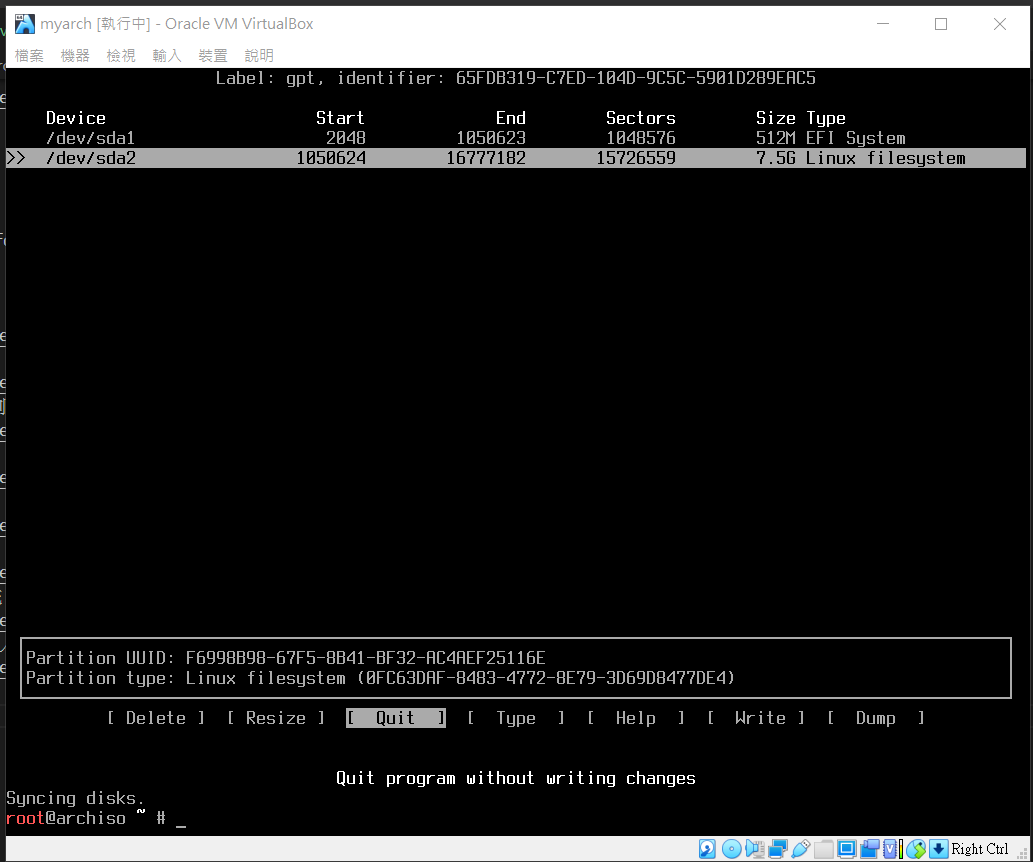 myarch [執行中] - Oracle VM VirtualBox
檔案 機器 檢視 輸入 裝置 說明
Label: gpt, identifier: 65FDB319-C7ED-104D-9C5C-5901D289EAC5
Device Start End Sectors Size Type
/dev/sda1 2048 1050623 1048576 512M EFI System
>> /dev/sda2 1050624 16777182 15726559 7.5G Linux filesystem
Partition UUID: F6998B98-67F5-8B41-BF32-AC4AEF25116E
Partition type: Linux filesystem (0FC63DAF-8483-4772-8E79-3D69D8477DE4)
[ Delete ] [ Resize ] [ Quit ] [ Type ] [ Help ] [ Write ] [ Dump ]
Quit program without writing changes
Syncing disks.
root@archiso ~ # _
Right Ctrl